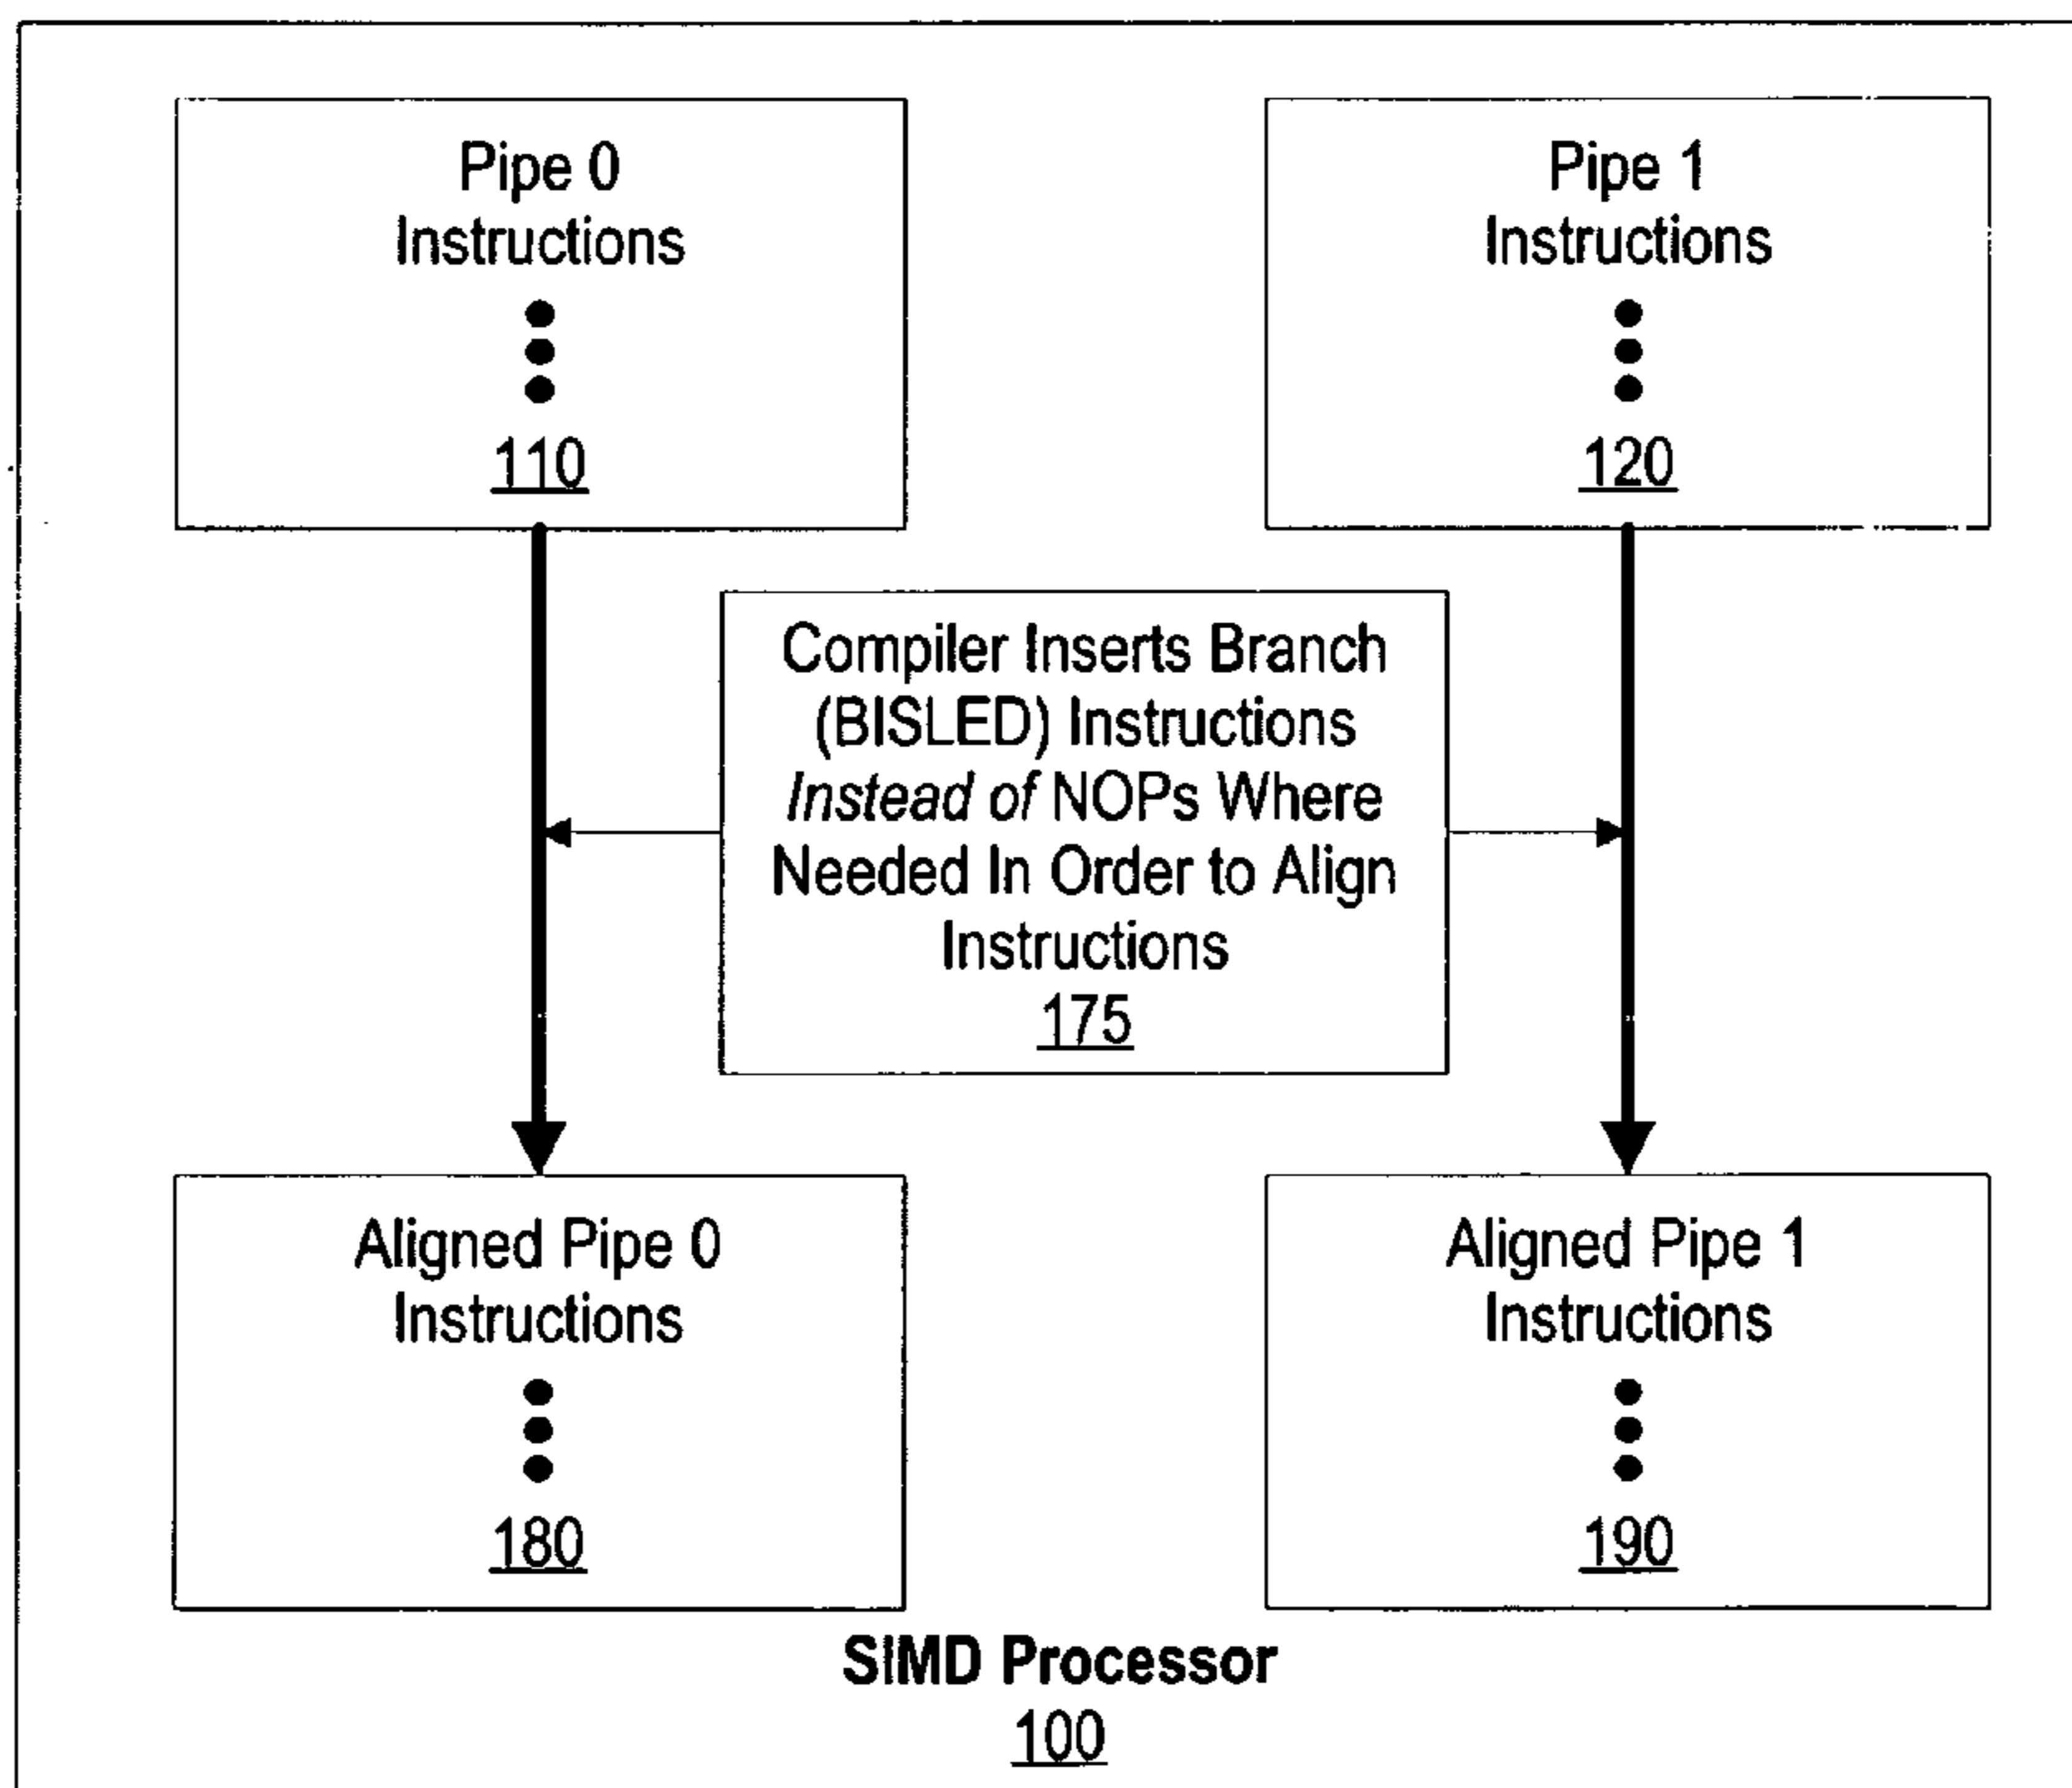 Pipe 0
Instructions
110
Pipe 1
Instructions
120
Compiler Inserts Branch
(BISLED) Instructions
Instead of NOPs Where
Needed In Order to Align
Instructions
175
Aligned Pipe 0
Instructions
180
Aligned Pipe 1
Instructions
190
SIMD Processor
100